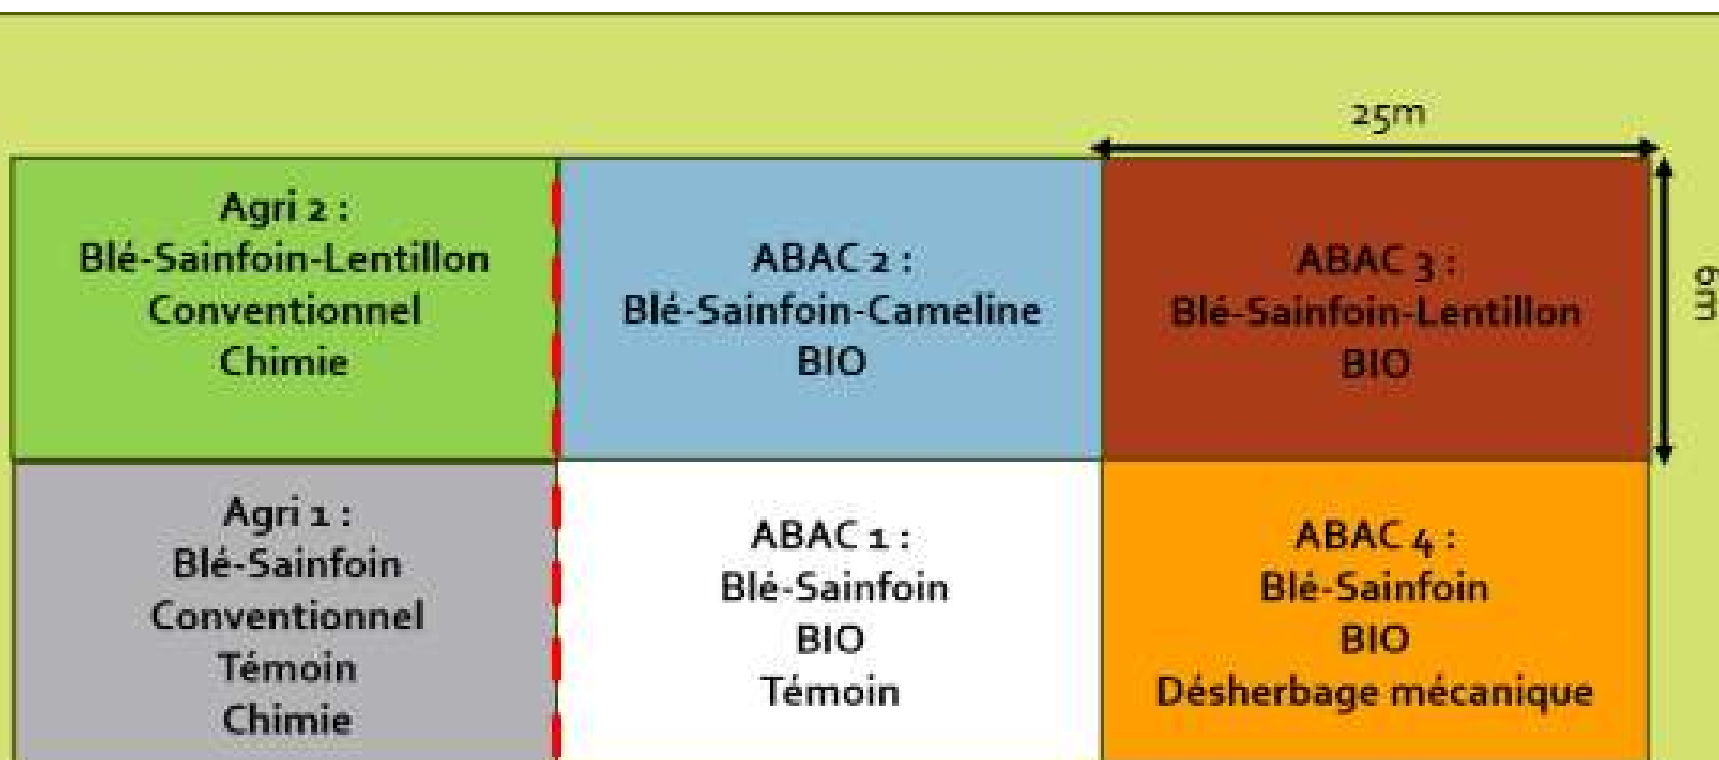 25m
6m
Agri 2 :
Blé-Sainfoin-Lentillon
Conventionnel
Chimie
ABAC 2 :
Blé-Sainfoin-Cameline
BIO
ABAC 3 :
Blé-Sainfoin-Lentillon
BIO
Agri 1 :
Blé-Sainfoin
Conventionnel
Témoin
Chimie
ABAC 1 :
Blé-Sainfoin
BIO
Témoin
ABAC 4 :
Blé-Sainfoin
BIO
Désherbage mécanique